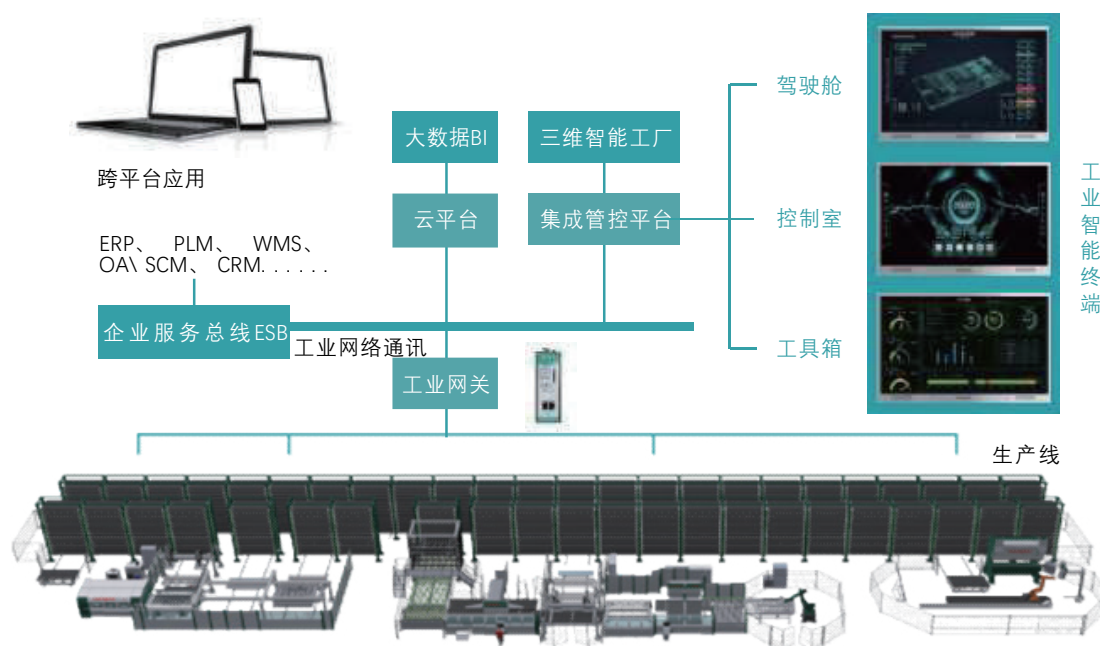 驾驶舱
大数据BI
三维智能工厂
跨平台应用
云平台
集成管控平台
控制室
工业智能终端
ERP、 PLM、 WMS、
OA\ SCM、 CRM. . . . . .
企业服务总线ESB
工业网络通讯
工具箱
工业网关
生产线